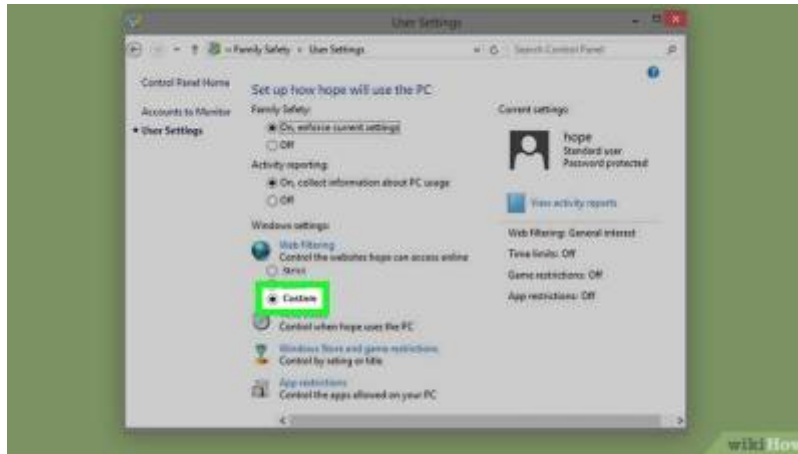 User Settings
Family Safety
User Settings
Search Control Panel
Control Panel Home
Accounts to Monitor
User Settings
Set up how hope will use the PC
Family Safety:
On, enforce current settings
Off
Activity reporting:
On, collect information about PC usage
Off
Windows settings:
Web Filtering
Control the websites hope can access online
Strict
Custom
Control when hope uses the PC
Windows Store and game restrictions
Control by rating or title
App restrictions
Control the apps allowed on your PC
Current settings:
hope
Standard user
Password protected
View activity reports
Web Filtering: General interest
Time limits: Off
Game restrictions: Off
App restrictions: Off
wikiHow